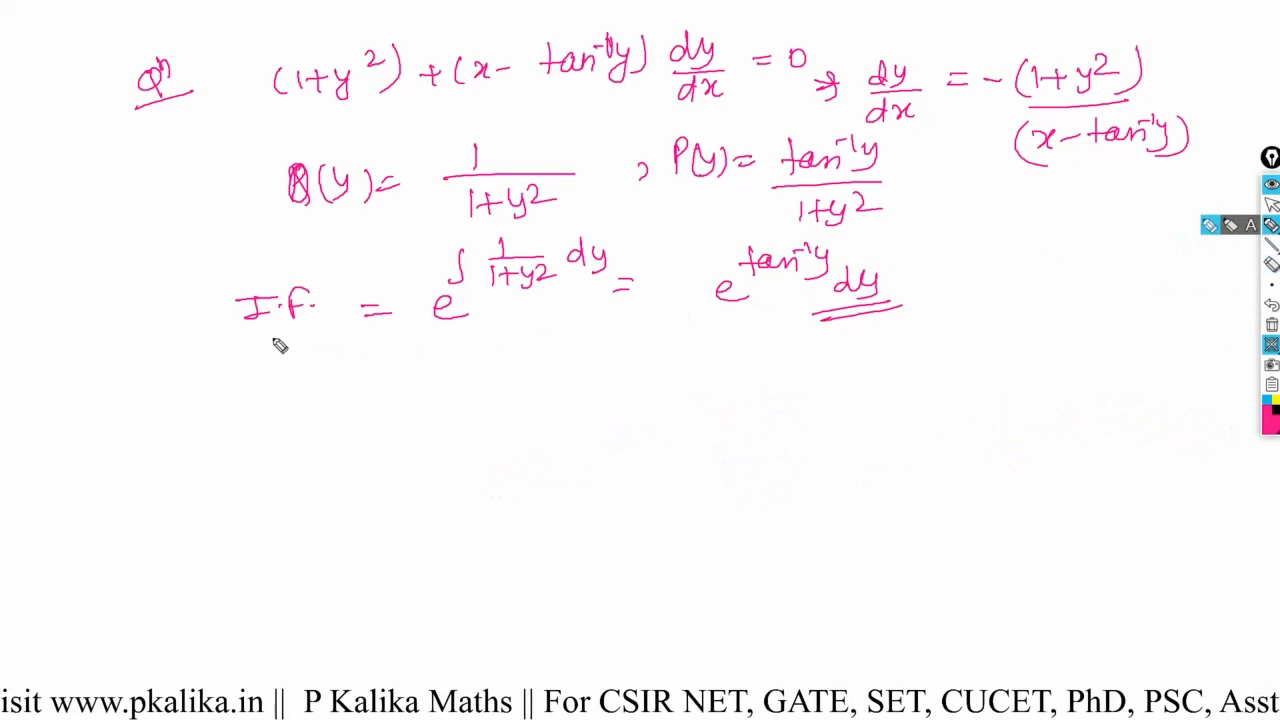 Qⁿ (1+y²) + (x - tan⁻¹y) dy/dx = 0 ⇒ dy/dx = -(1+y²)/(x - tan⁻¹y)
Q(y) = 1/(1+y²) , P(y) = tan⁻¹y/(1+y²)
I.F. = e^∫ 1/(1+y²) dy = e^tan⁻¹y dy
A
isit www.pkalika.in || P Kalika Maths || For CSIR NET, GATE, SET, CUCET, PhD, PSC, Asst